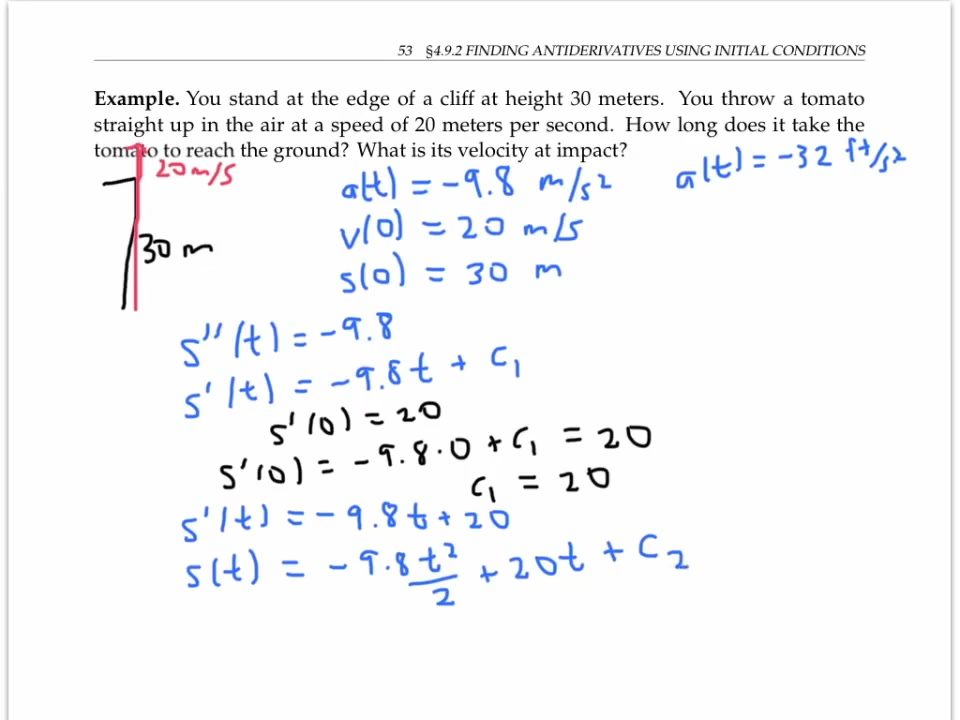 53 §4.9.2 FINDING ANTIDERIVATIVES USING INITIAL CONDITIONS
Example. You stand at the edge of a cliff at height 30 meters. You throw a tomato
straight up in the air at a speed of 20 meters per second. How long does it take the
tomato to reach the ground? What is its velocity at impact?
20 m/s
a(t) = -9.8 m/s²
a(t) = -32 ft/s²
v(0) = 20 m/s
30 m
s(0) = 30 m
s''(t) = -9.8
s'(t) = -9.8t + c₁
s'(0) = 20
s'(0) = -9.8·0 + c₁ = 20
c₁ = 20
s'(t) = -9.8t + 20
s(t) = -9.8 t²/2 + 20t + c₂